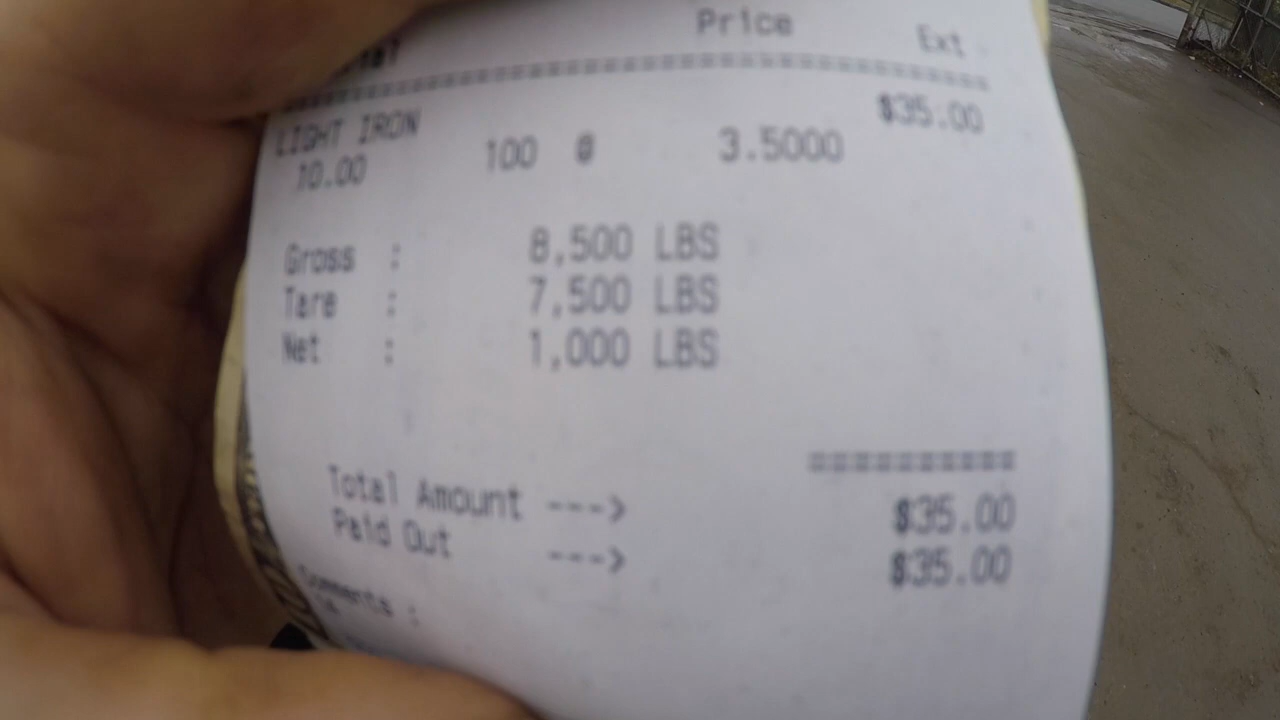 Price Ext
=====================================
LIGHT IRON $35.00
10.00 100 @ 3.5000
Gross : 8,500 LBS
Tare : 7,500 LBS
Net : 1,000 LBS
==========
Total Amount ---> $35.00
Paid Out ---> $35.00
Comments :